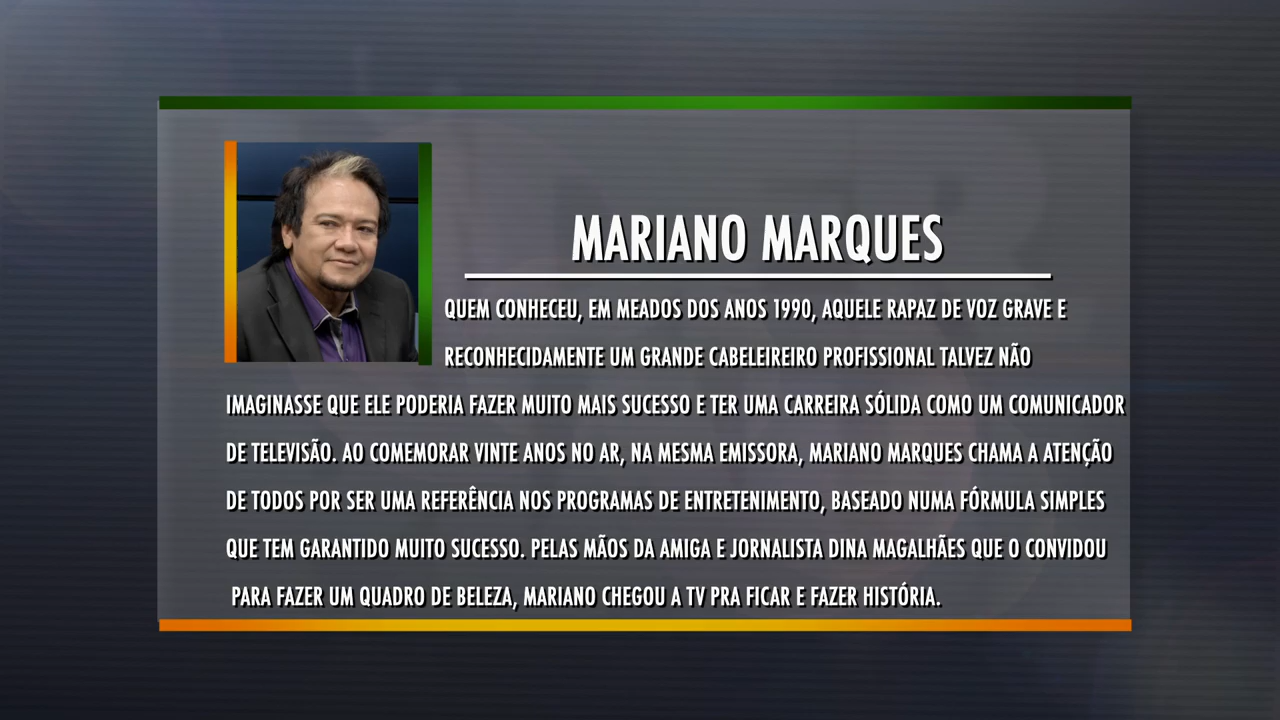 MARIANO MARQUES
QUEM CONHECEU, EM MEADOS DOS ANOS 1990, AQUELE RAPAZ DE VOZ GRAVE E
RECONHECIDAMENTE UM GRANDE CABELEIREIRO PROFISSIONAL TALVEZ NÃO
IMAGINASSE QUE ELE PODERIA FAZER MUITO MAIS SUCESSO E TER UMA CARREIRA SÓLIDA COMO UM COMUNICADOR
DE TELEVISÃO. AO COMEMORAR VINTE ANOS NO AR, NA MESMA EMISSORA, MARIANO MARQUES CHAMA A ATENÇÃO
DE TODOS POR SER UMA REFERÊNCIA NOS PROGRAMAS DE ENTRETENIMENTO, BASEADO NUMA FÓRMULA SIMPLES
QUE TEM GARANTIDO MUITO SUCESSO. PELAS MÃOS DA AMIGA E JORNALISTA DINA MAGALHÃES QUE O CONVIDOU
PARA FAZER UM QUADRO DE BELEZA, MARIANO CHEGOU A TV PRA FICAR E FAZER HISTÓRIA.